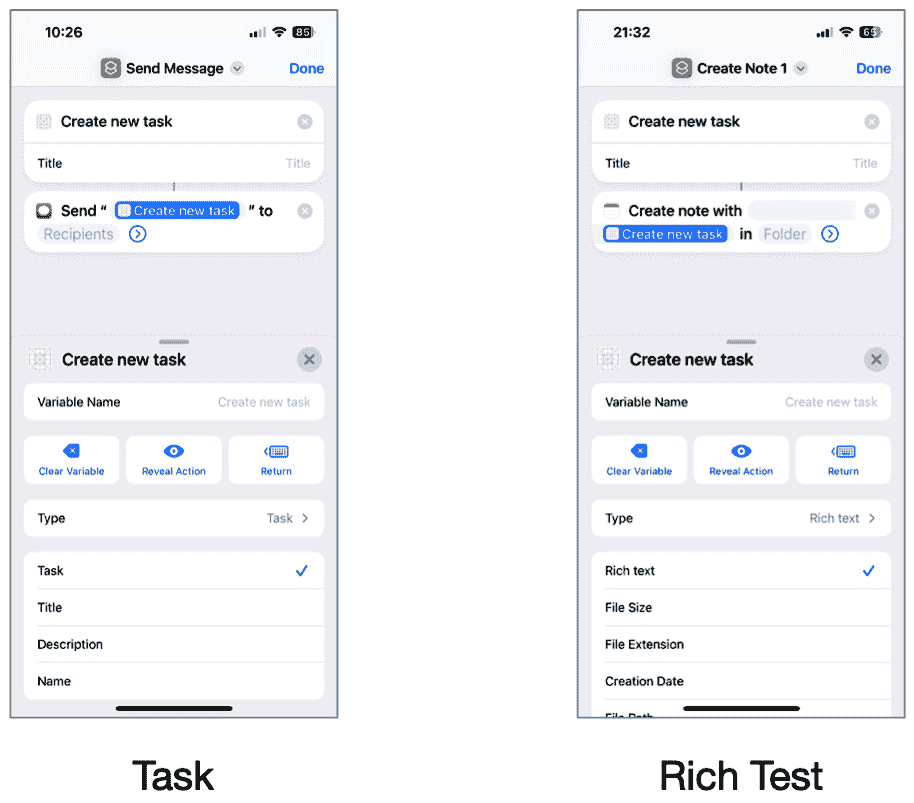 10:26
85
Send Message
Done
Create new task
Title
Title
Send “ Create new task ” to
Recipients
Create new task
Variable Name
Create new task
Clear Variable
Reveal Action
Return
Type
Task
Task
Title
Description
Name
Task
21:32
65
Create Note 1
Done
Create new task
Title
Title
Create note with
Create new task in Folder
Create new task
Variable Name
Create new task
Clear Variable
Reveal Action
Return
Type
Rich text
Rich text
File Size
File Extension
Creation Date
File Path
Rich Test